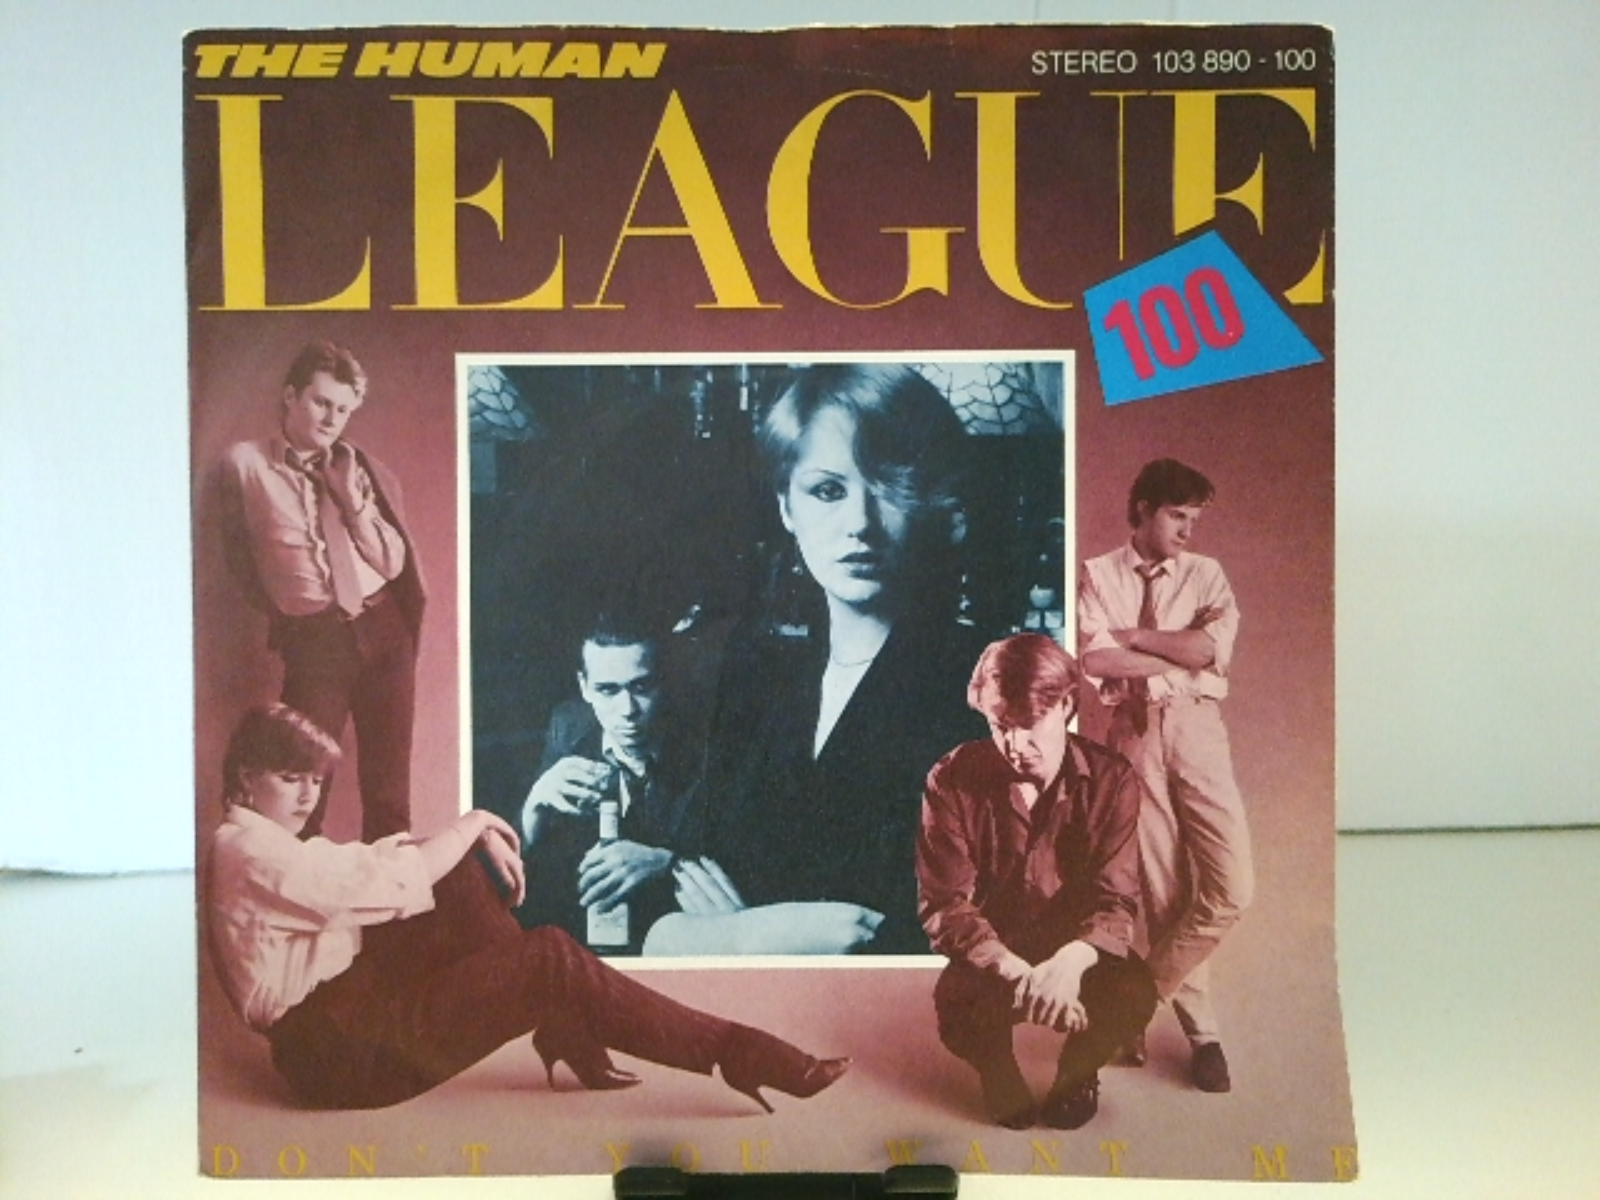 THE HUMAN
STEREO 103 890 - 100
LEAGUE
100
DON'T YOU WANT ME